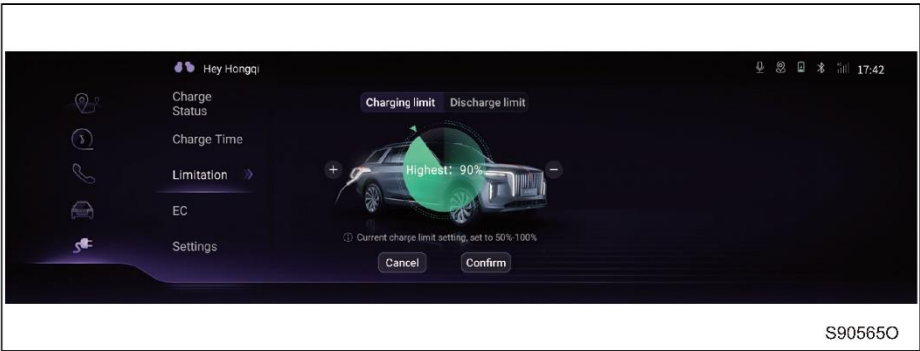 Hey Hongqi
17:42
Charge
Status
Charging limit Discharge limit
Charge Time
Limitation
+ Highest: 90% -
EC
Current charge limit setting, set to 50%-100%
Settings
Cancel Confirm
S90565O